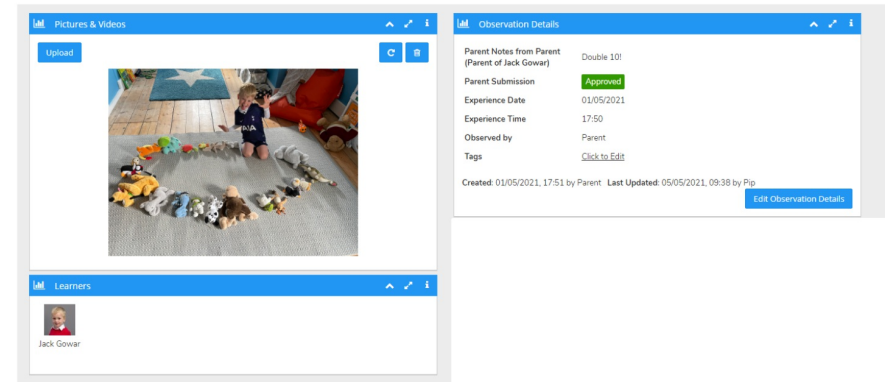 Pictures & Videos
Upload
AIA
Learners
Jack Gowar
Observation Details
Parent Notes from Parent
(Parent of Jack Gowar)
Double 10!
Parent Submission Approved
Experience Date 01/05/2021
Experience Time 17:50
Observed by Parent
Tags Click to Edit
Created: 01/05/2021, 17:51 by Parent Last Updated: 05/05/2021, 09:38 by Pip
Edit Observation Details